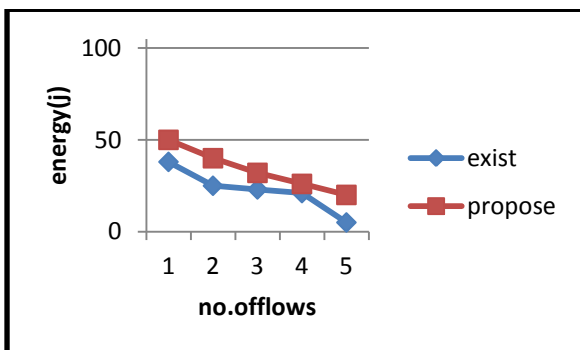 100
50
0
energy(j)
1 2 3 4 5
no.offlows
exist
propose